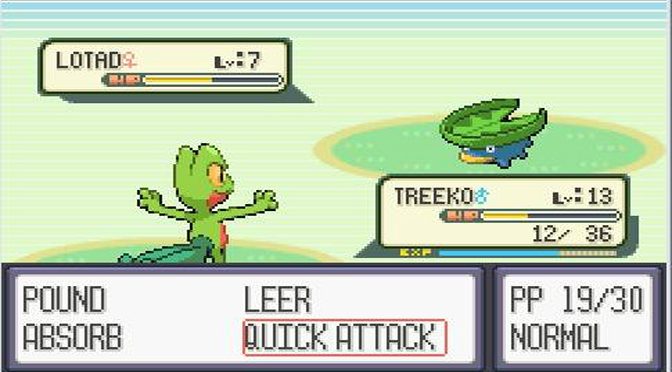 LOTAD♀ Lv:7
HP
TREEKO♂ Lv:13
HP
12/ 36
EXP
POUND LEER PP 19/30
ABSORB QUICK ATTACK NORMAL